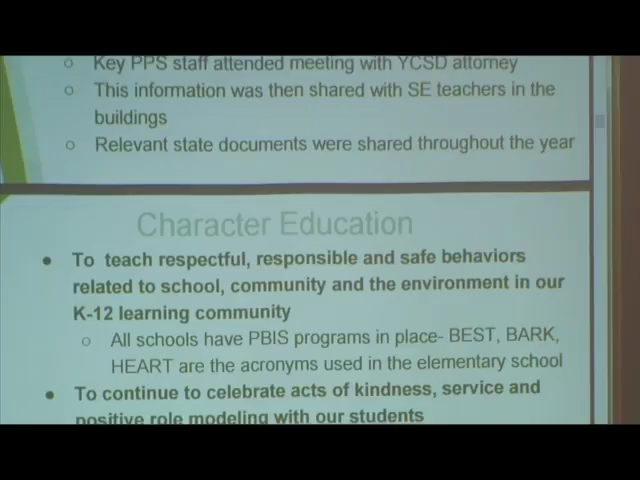 ○ Key PPS staff attended meeting with YCSD attorney
○ This information was then shared with SE teachers in the
buildings
○ Relevant state documents were shared throughout the year
Character Education
● To teach respectful, responsible and safe behaviors
related to school, community and the environment in our
K-12 learning community
○ All schools have PBIS programs in place- BEST, BARK,
HEART are the acronyms used in the elementary school
● To continue to celebrate acts of kindness, service and
positive role modeling with our students